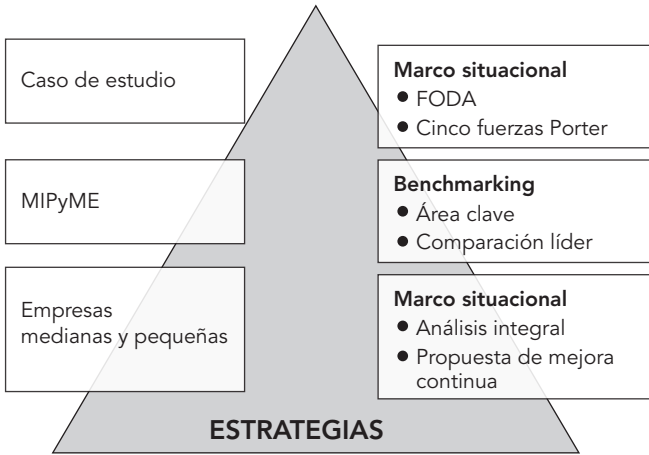 Caso de estudio
MIPyME
Empresas
medianas y pequeñas
Marco situacional
● FODA
● Cinco fuerzas Porter
Benchmarking
● Área clave
● Comparación líder
Marco situacional
● Análisis integral
● Propuesta de mejora
continua
ESTRATEGIAS